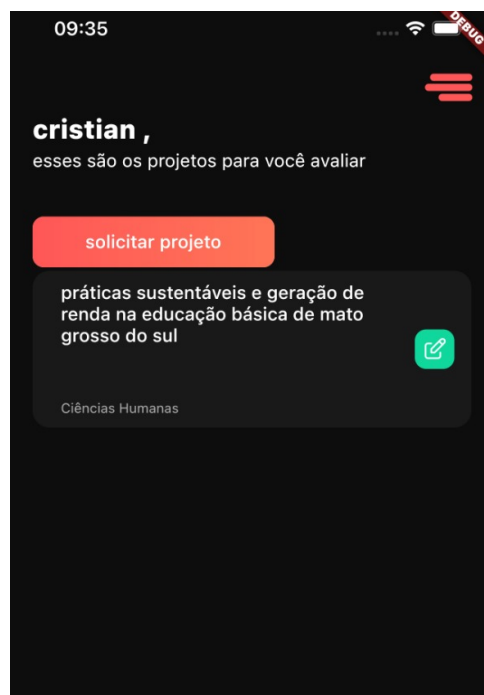 09:35
DEBUG
cristian ,
esses são os projetos para você avaliar
solicitar projeto
práticas sustentáveis e geração de
renda na educação básica de mato
grosso do sul
Ciências Humanas